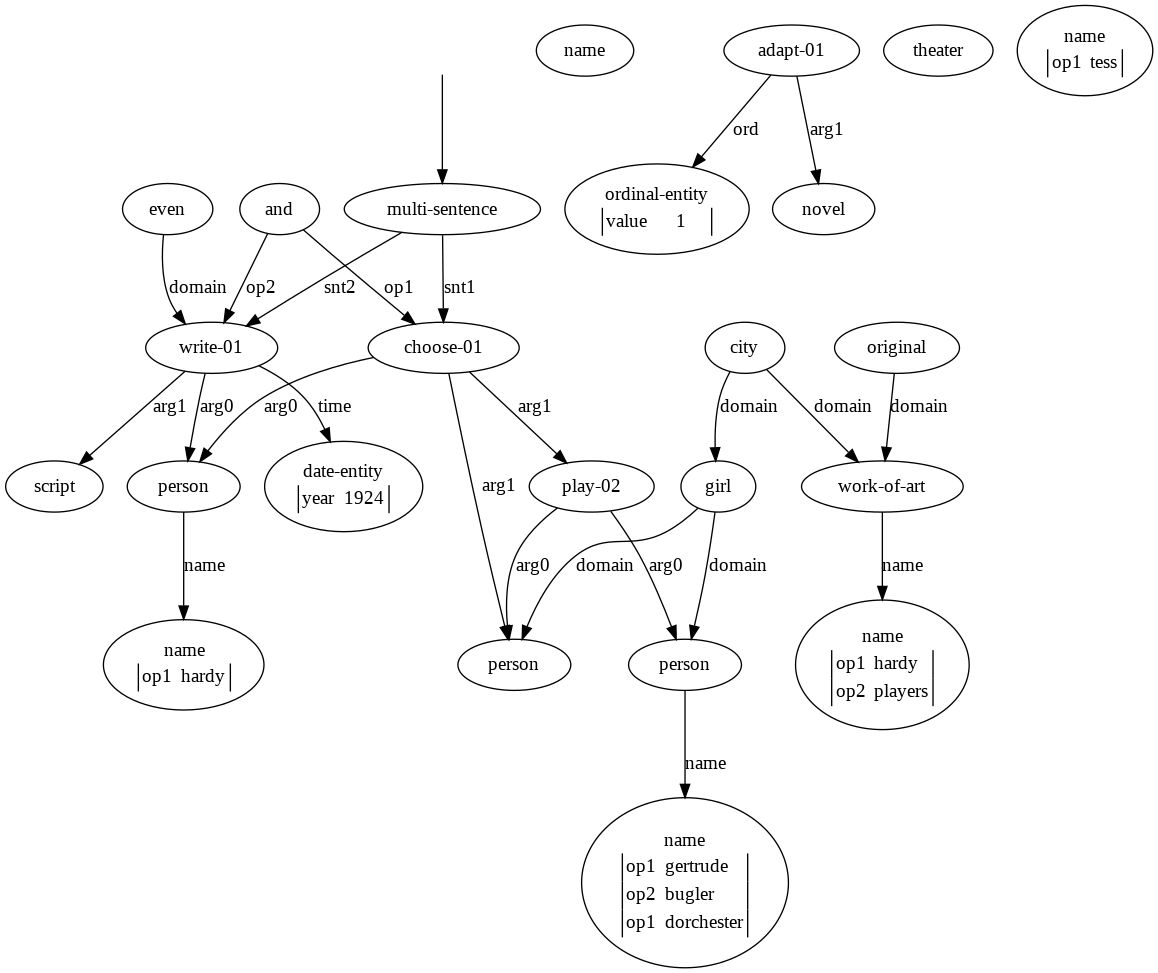 name
adapt-01
theater
name
op1 tess
ord
arg1
even
and
multi-sentence
ordinal-entity
value 1
novel
domain
op2
snt2
op1
snt1
write-01
choose-01
city
original
arg1
arg0
arg0
time
arg1
domain
domain
domain
script
person
date-entity
year 1924
arg1
play-02
girl
work-of-art
name
arg0
domain
arg0
domain
name
name
op1 hardy
person
person
name
op1 hardy
op2 players
name
name
op1 gertrude
op2 bugler
op1 dorchester